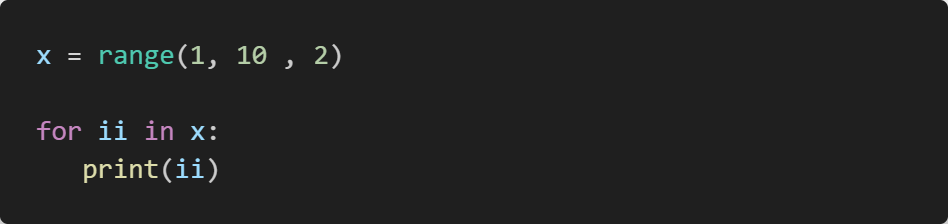 x = range(1, 10 , 2)
for ii in x:
   print(ii)